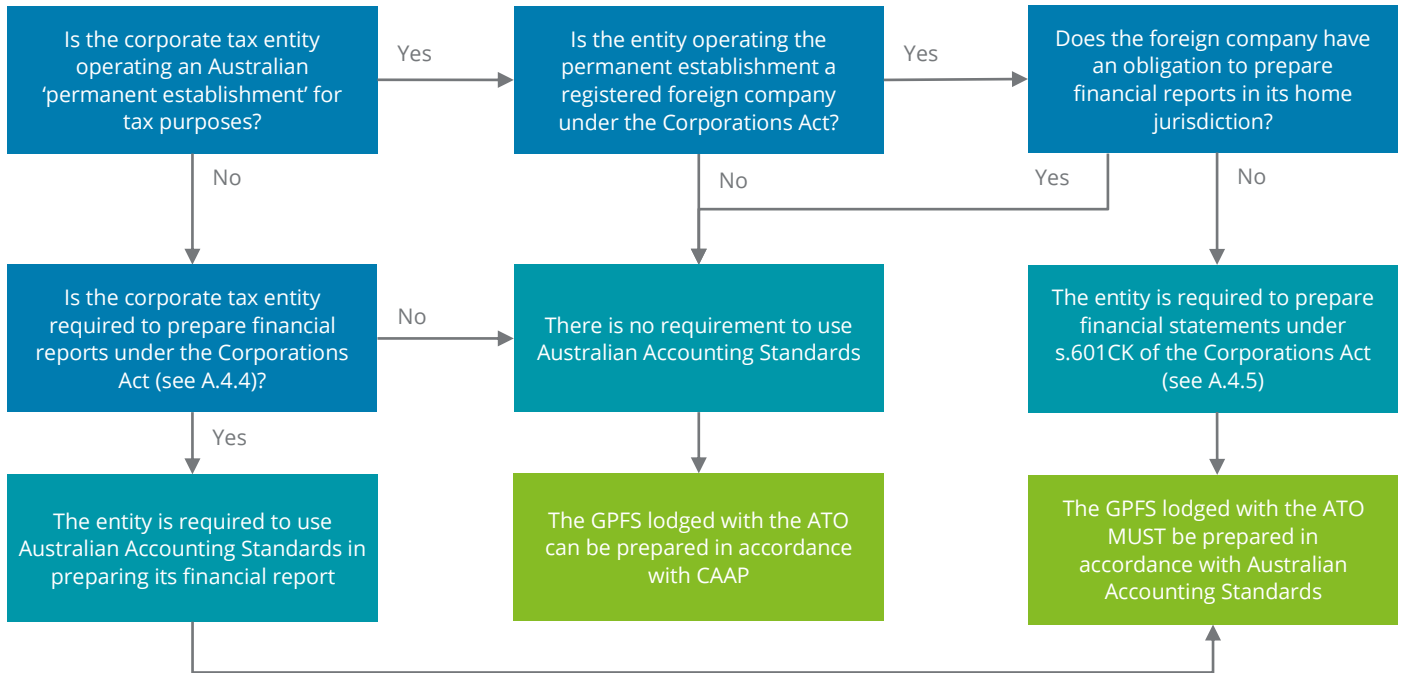 Is the corporate tax entity
operating an Australian
‘permanent establishment’ for
tax purposes?
Yes
Is the entity operating the
permanent establishment a
registered foreign company
under the Corporations Act?
Yes
Does the foreign company have
an obligation to prepare
financial reports in its home
jurisdiction?
No
No
Yes
No
Is the corporate tax entity
required to prepare financial
reports under the Corporations
Act (see A.4.4)?
No
There is no requirement to use
Australian Accounting Standards
The entity is required to prepare
financial statements under
s.601CK of the Corporations Act
(see A.4.5)
Yes
The entity is required to use
Australian Accounting Standards in
preparing its financial report
The GPFS lodged with the ATO
can be prepared in accordance
with CAAP
The GPFS lodged with the ATO
MUST be prepared in
accordance with Australian
Accounting Standards